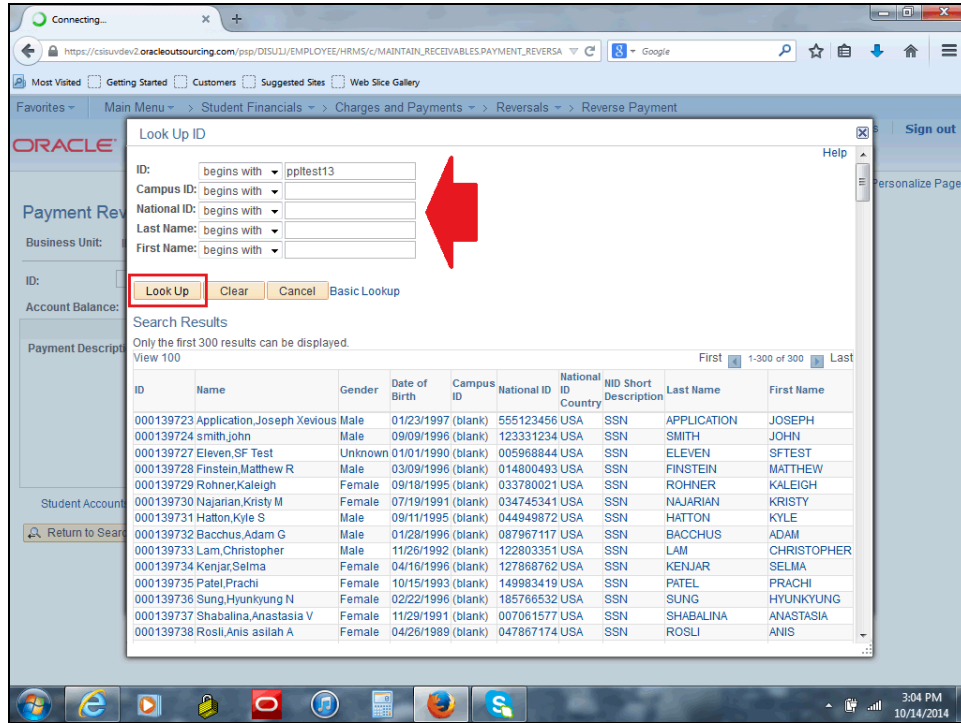 Connecting...
https://csisuvdev2.oracleoutsourcing.com/psp/DISU1J/EMPLOYEE/HRMS/c/MAINTAIN_RECEIVABLES.PAYMENT_REVERSA
8 - Google
Most Visited Getting Started Customers Suggested Sites Web Slice Gallery
Favorites Main Menu > Student Financials > Charges and Payments > Reversals > Reverse Payment
ORACLE
Sign out
Personalize Page
Payment Rev
Business Unit:
ID:
Account Balance:
Payment Descripti
Student Account
Return to Sear
Look Up ID
Help
ID: begins with ppltest13
Campus ID: begins with
National ID: begins with
Last Name: begins with
First Name: begins with
Look Up Clear Cancel Basic Lookup
Search Results
Only the first 300 results can be displayed.
View 100 First 1-300 of 300 Last
ID Name Gender Date of Birth Campus ID National ID National ID Country NID Short Description Last Name First Name
000139723 Application,Joseph Xevious Male 01/23/1997 (blank) 555123456 USA SSN APPLICATION JOSEPH
000139724 smith,john Male 09/09/1996 (blank) 123331234 USA SSN SMITH JOHN
000139727 Eleven,SF Test Unknown 01/01/1990 (blank) 005968844 USA SSN ELEVEN SFTEST
000139728 Finstein,Matthew R Male 03/09/1996 (blank) 014800493 USA SSN FINSTEIN MATTHEW
000139729 Rohner,Kaleigh Female 09/18/1995 (blank) 033780021 USA SSN ROHNER KALEIGH
000139730 Najarian,Kristy M Female 07/19/1991 (blank) 034745341 USA SSN NAJARIAN KRISTY
000139731 Hatton,Kyle S Male 09/11/1995 (blank) 044949872 USA SSN HATTON KYLE
000139732 Bacchus,Adam G Male 01/28/1996 (blank) 087967117 USA SSN BACCHUS ADAM
000139733 Lam,Christopher Male 11/26/1992 (blank) 122803351 USA SSN LAM CHRISTOPHER
000139734 Kenjar,Selma Female 04/16/1996 (blank) 127868762 USA SSN KENJAR SELMA
000139735 Patel,Prachi Female 10/15/1993 (blank) 149983419 USA SSN PATEL PRACHI
000139736 Sung,Hyunkyung N Female 02/22/1996 (blank) 185766532 USA SSN SUNG HYUNKYUNG
000139737 Shabalina,Anastasia V Female 11/29/1991 (blank) 007061577 USA SSN SHABALINA ANASTASIA
000139738 Rosli,Anis asilah A Female 04/26/1989 (blank) 047867174 USA SSN ROSLI ANIS
3:04 PM
10/14/2014